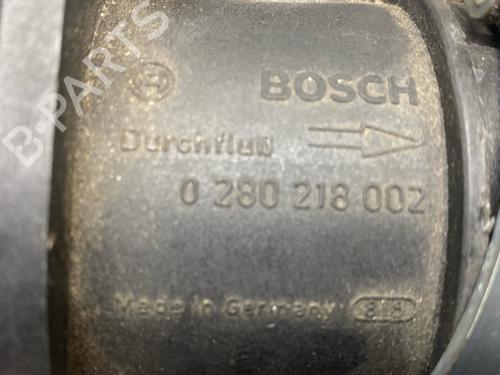 B-PARTS
BOSCH
Durchfluß
0 280 218 002
Made in Germany